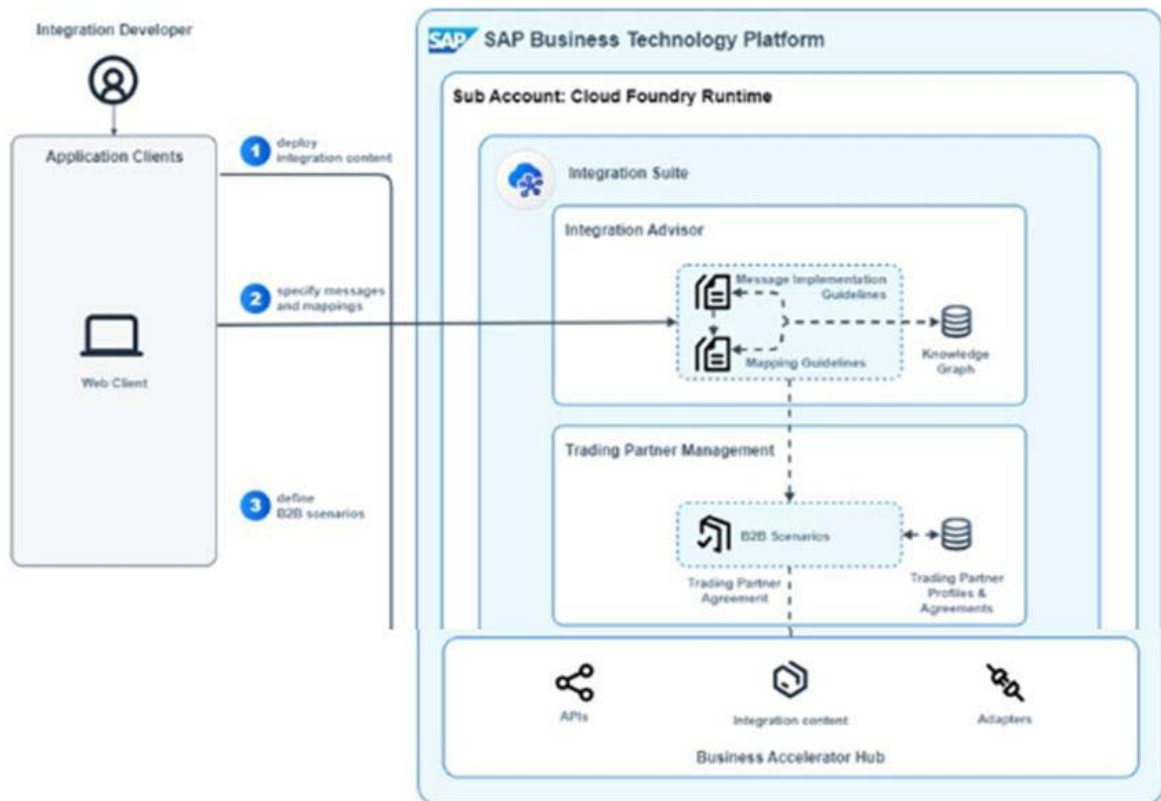 Integration Developer
SAP
SAP Business Technology Platform
Sub Account: Cloud Foundry Runtime
Application Clients
1
deploy
integration content
Integration Suite
Integration Advisor
2
specify messages
and mappings
Message Implementation
Guidelines
Mapping Guidelines
Knowledge
Graph
Web Client
Trading Partner Management
3
define
B2B scenarios
B2B Scenarios
Trading Partner
Agreement
Trading Partner
Profiles &
Agreements
APIs
Integration content
Adapters
Business Accelerator Hub